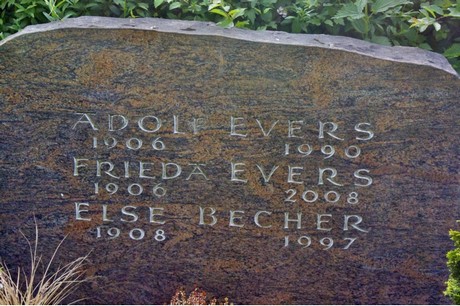 ADOLF EVERS
1906 1990
FRIEDA EVERS
1906 2008
ELSE BECHER
1908 1997